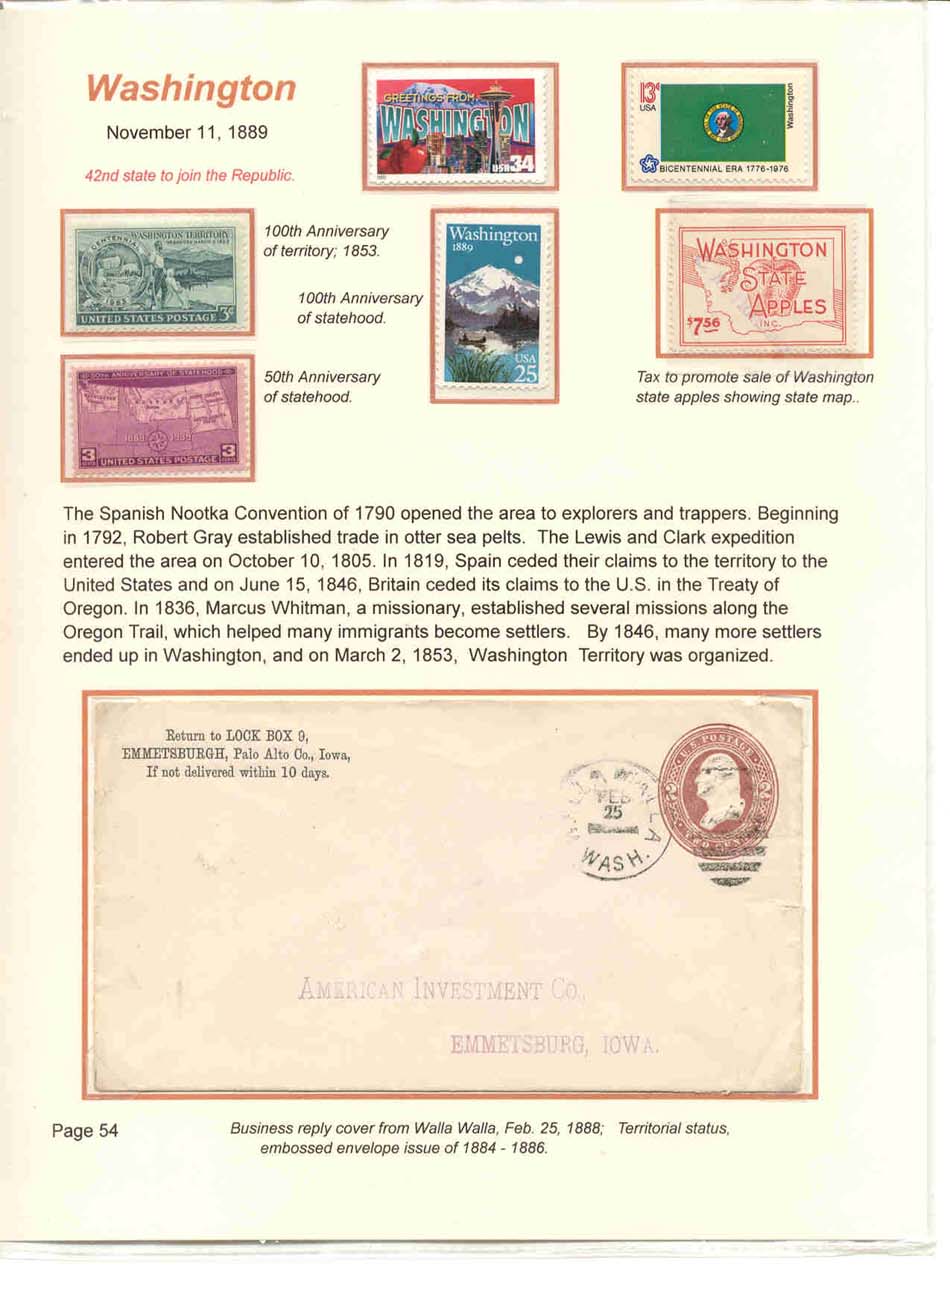 Washington
November 11, 1889
42nd state to join the Republic.
GREETINGS FROM
WASHINGTON
USA 34
13c
USA
Washington
BICENTENNIAL ERA 1776-1976
CENTENNIAL
WASHINGTON TERRITORY
1853
UNITED STATES POSTAGE 3¢
100th Anniversary
of territory; 1853.
100th Anniversary
of statehood.
Washington
1889
USA
25
WASHINGTON
STATE
APPLES
INC.
$7.56
Tax to promote sale of Washington
state apples showing state map..
50TH ANNIVERSARY OF STATEHOOD
1889 1939
3 UNITED STATES POSTAGE 3
50th Anniversary
of statehood.
The Spanish Nootka Convention of 1790 opened the area to explorers and trappers. Beginning
in 1792, Robert Gray established trade in otter sea pelts. The Lewis and Clark expedition
entered the area on October 10, 1805. In 1819, Spain ceded their claims to the territory to the
United States and on June 15, 1846, Britain ceded its claims to the U.S. in the Treaty of
Oregon. In 1836, Marcus Whitman, a missionary, established several missions along the
Oregon Trail, which helped many immigrants become settlers. By 1846, many more settlers
ended up in Washington, and on March 2, 1853, Washington Territory was organized.
Return to LOCK BOX 9,
EMMETSBURGH, Palo Alto Co., Iowa,
If not delivered within 10 days.
FEB
25
WASH.
U.S. POSTAGE
2 2
TWO CENTS
AMERICAN INVESTMENT CO.,
EMMETSBURG, IOWA.
Page 54
Business reply cover from Walla Walla, Feb. 25, 1888; Territorial status,
embossed envelope issue of 1884 - 1886.